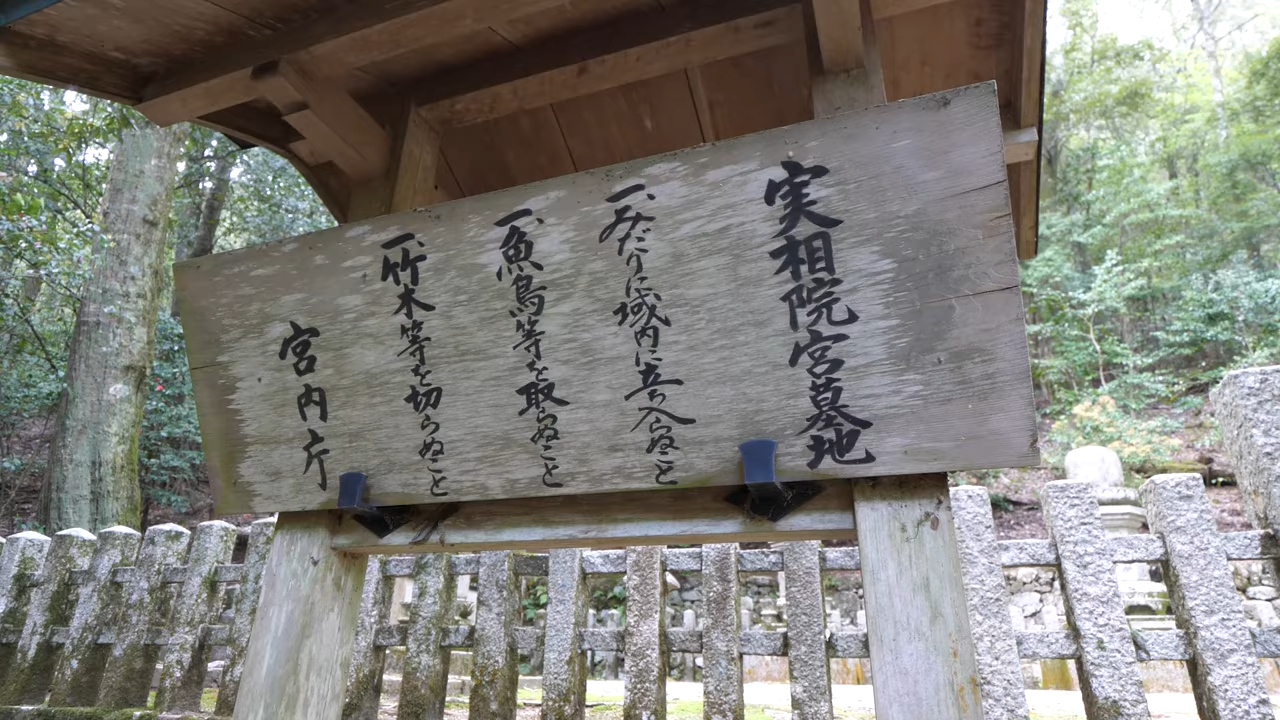 実相院宮墓地
一、みだりに域内に立ち入らぬこと
一、魚鳥等を取らぬこと
一、竹木等を切らぬこと
宮内庁